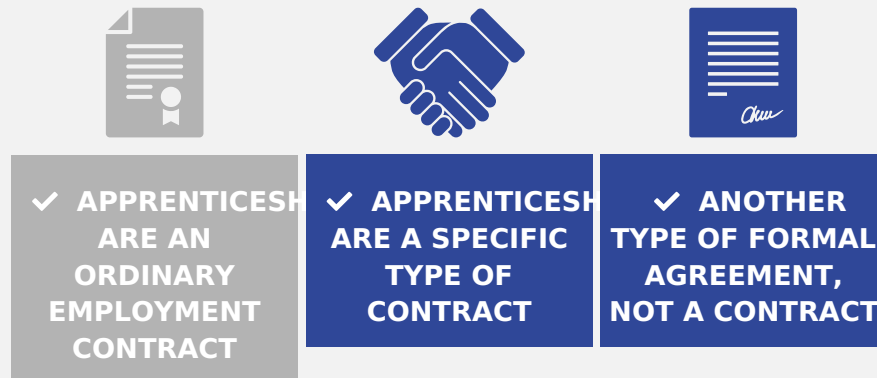 ✓ APPRENTICESH
ARE AN
ORDINARY
EMPLOYMENT
CONTRACT
✓ APPRENTICESH
ARE A SPECIFIC
TYPE OF
CONTRACT
✓ ANOTHER
TYPE OF FORMAL
AGREEMENT,
NOT A CONTRACT